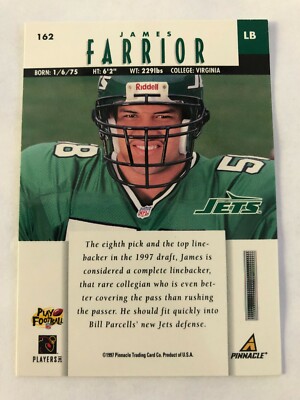 162
JAMES
FARRIOR
LB
BORN: 1/6/75 HT: 6'2" WT: 229lbs COLLEGE: VIRGINIA
Riddell
58
NFL
JETS
The eighth pick and the top line-
backer in the 1997 draft, James is
considered a complete linebacker,
that rare collegian who is even bet-
ter covering the pass than rushing
the passer. He should fit quickly into
Bill Parcells' new Jets defense.
PLAY
FOOTBALL
PLAYERS INC
©1997 Pinnacle Trading Card Co. Product of U.S.A.
PINNACLE